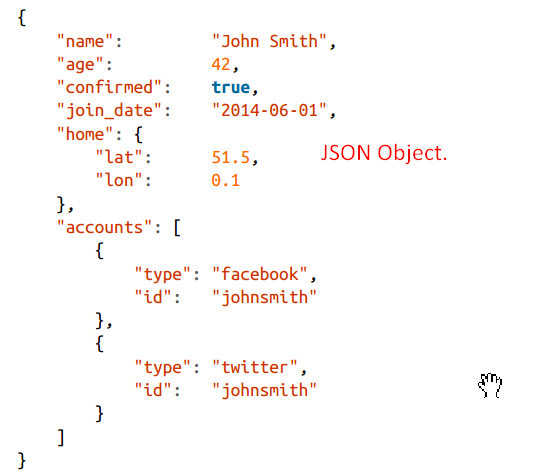 {
    "name":         "John Smith",
    "age":          42,
    "confirmed":    true,
    "join_date":    "2014-06-01",
    "home": {
        "lat":      51.5,
        "lon":      0.1
    },
JSON Object.
    "accounts": [
        {
            "type": "facebook",
            "id":   "johnsmith"
        },
        {
            "type": "twitter",
            "id":   "johnsmith"
        }
    ]
}